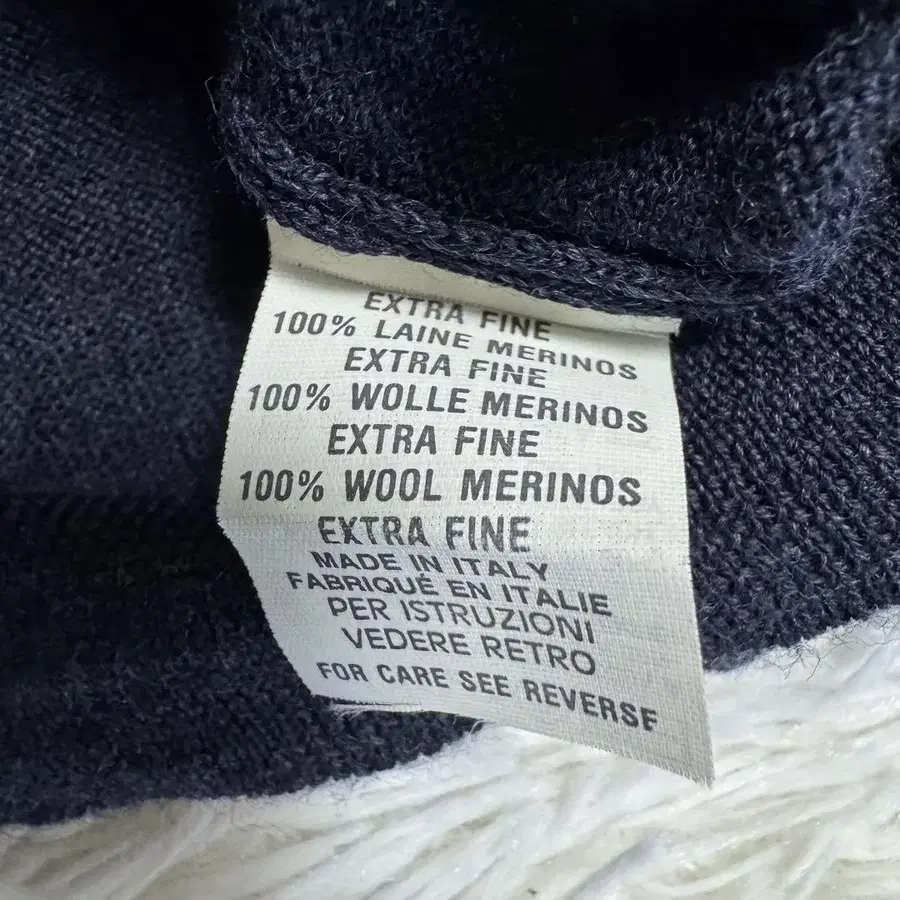 EXTRA FINE
100% LAINE MERINOS
EXTRA FINE
100% WOLLE MERINOS
EXTRA FINE
100% WOOL MERINOS
EXTRA FINE
MADE IN ITALY
FABRIQUÉ EN ITALIE
PER ISTRUZIONI
VEDERE RETRO
FOR CARE SEE REVERSE